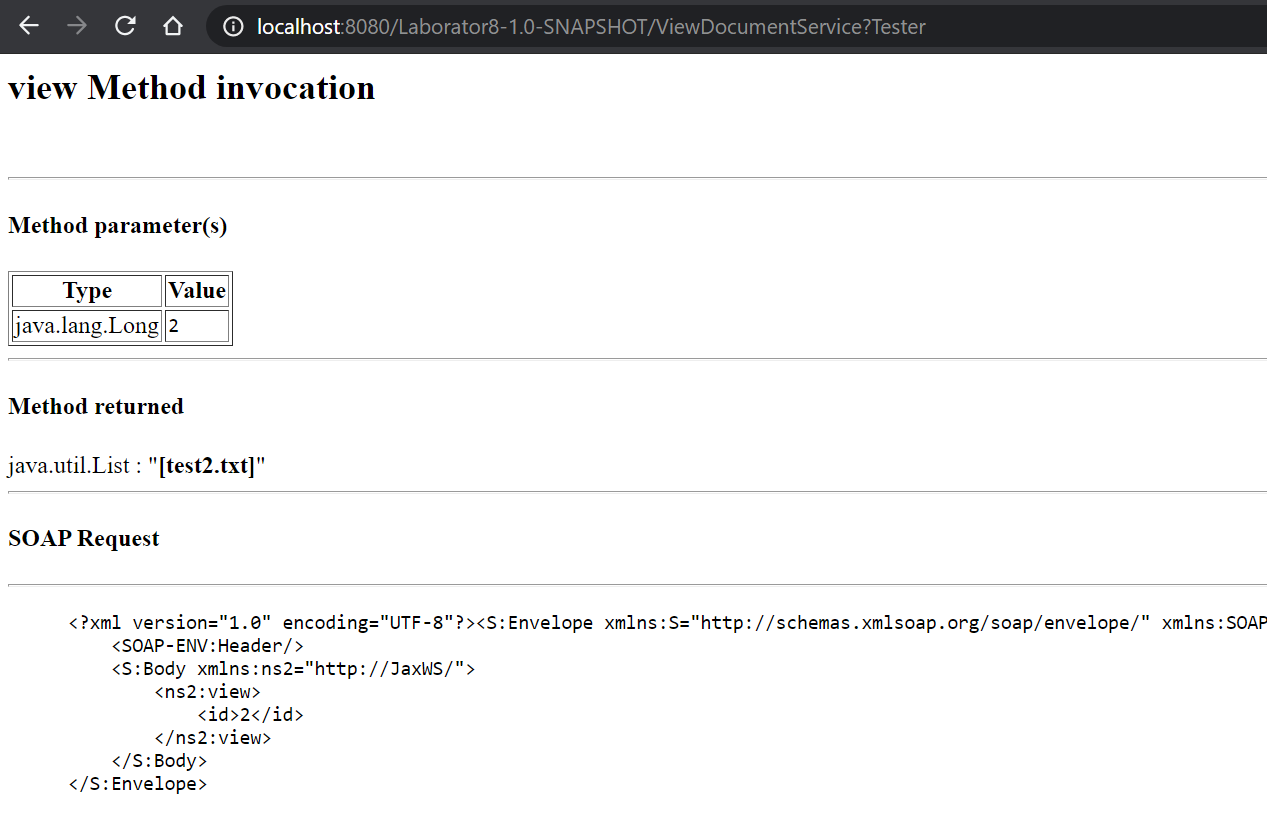 localhost:8080/Laborator8-1.0-SNAPSHOT/ViewDocumentService?Tester
view Method invocation
Method parameter(s)
Type Value
java.lang.Long 2
Method returned
java.util.List : "[test2.txt]"
SOAP Request
<?xml version="1.0" encoding="UTF-8"?><S:Envelope xmlns:S="http://schemas.xmlsoap.org/soap/envelope/" xmlns:SOAP
<SOAP-ENV:Header/>
<S:Body xmlns:ns2="http://JaxWS/">
<ns2:view>
<id>2</id>
</ns2:view>
</S:Body>
</S:Envelope>